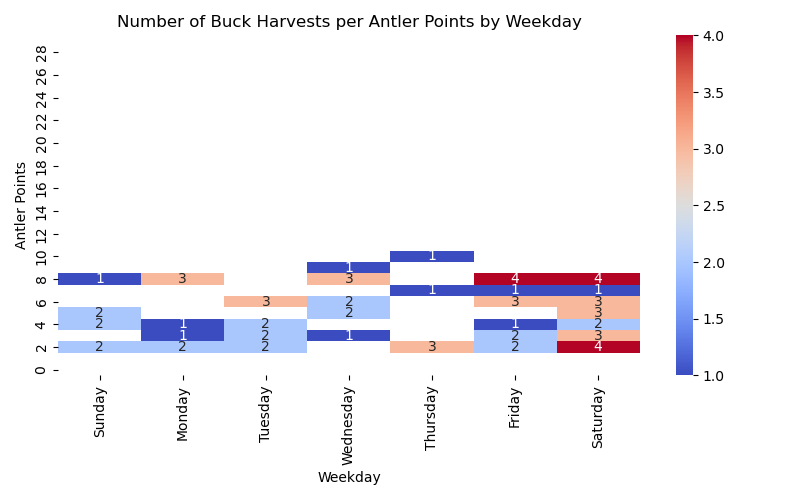 Number of Buck Harvests per Antler Points by Weekday
4.0
28
26
3.5
24
22
20
3.0
18
16
Antler Points
14
2.5
12
10 1
1
8 1 3 3 4 4
2.0
1 1 1
6 3 2 3 3
2 2 3
4 2 1 2 1 2
1.5
1 2 1 2 3
2 2 2 2 3 2 4
0
1.0
Sunday Monday Tuesday Wednesday Thursday Friday Saturday
Weekday